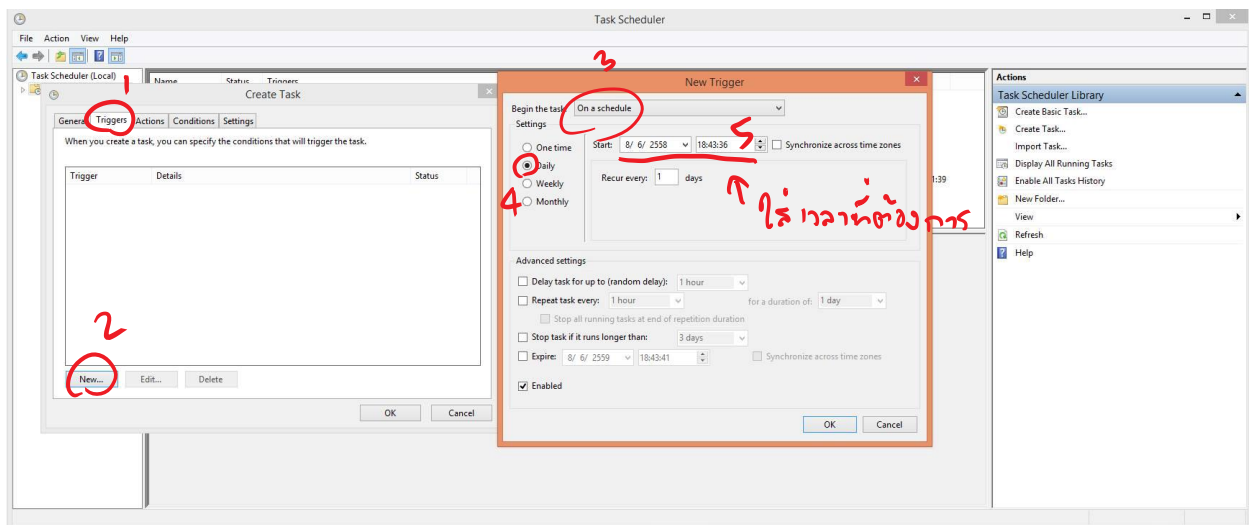 Task Scheduler
File Action View Help
Task Scheduler (Local)
Name Status Triggers
1
Create Task
General Triggers Actions Conditions Settings
When you create a task, you can specify the conditions that will trigger the task.
Trigger Details Status
2
New... Edit... Delete
OK Cancel
3
New Trigger
Begin the task: On a schedule
Settings
One time
Daily
Weekly
Monthly
4
Start: 8/ 6/ 2558 18:43:36 Synchronize across time zones
5
Recur every: 1 days
ใส่เวลาที่ต้องการ
Advanced settings
Delay task for up to (random delay): 1 hour
Repeat task every: 1 hour for a duration of: 1 day
Stop all running tasks at end of repetition duration
Stop task if it runs longer than: 3 days
Expire: 8/ 6/ 2559 18:43:41 Synchronize across time zones
Enabled
OK Cancel
1:39
Actions
Task Scheduler Library
Create Basic Task...
Create Task...
Import Task...
Display All Running Tasks
Enable All Tasks History
New Folder...
View
Refresh
Help